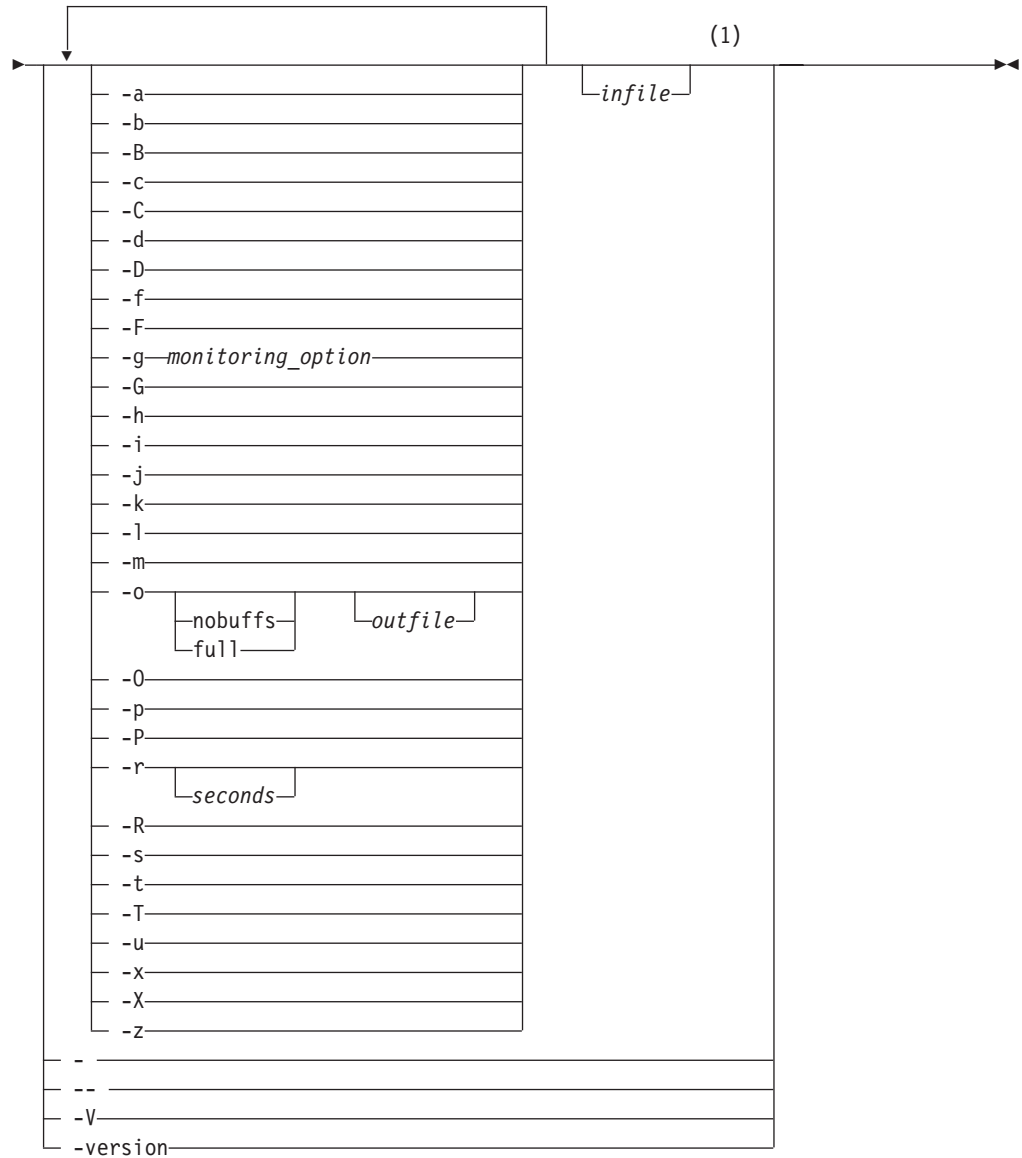 (1)
infile
-a
-b
-B
-c
-C
-d
-D
-f
-F
-g monitoring_option
-G
-h
-i
-j
-k
-l
-m
-o
nobuffs outfile
full
-O
-p
-P
-r
seconds
-R
-s
-t
-T
-u
-x
-X
-z
-
--
-V
-version